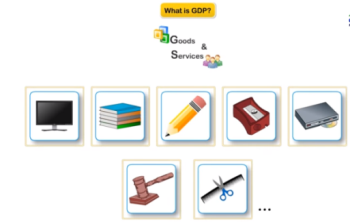 What is GDP?
Goods
&
Services
...